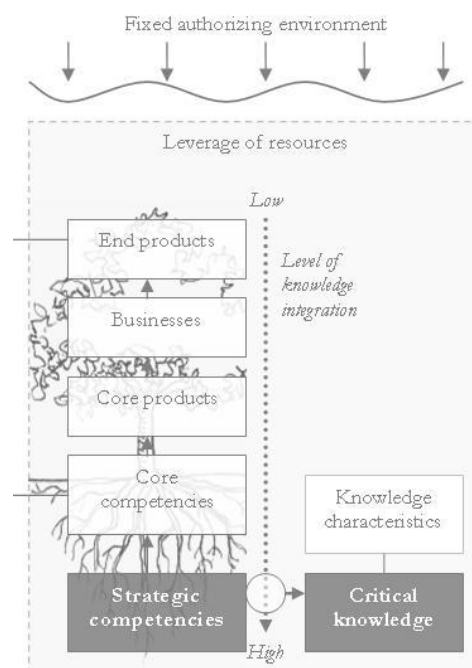 Fixed authorizing environment
Leverage of resources
Low
End products
Level of
knowledge
integration
Businesses
Core products
Core
competencies
Knowledge
characteristics
Strategic
competencies
Critical
knowledge
High